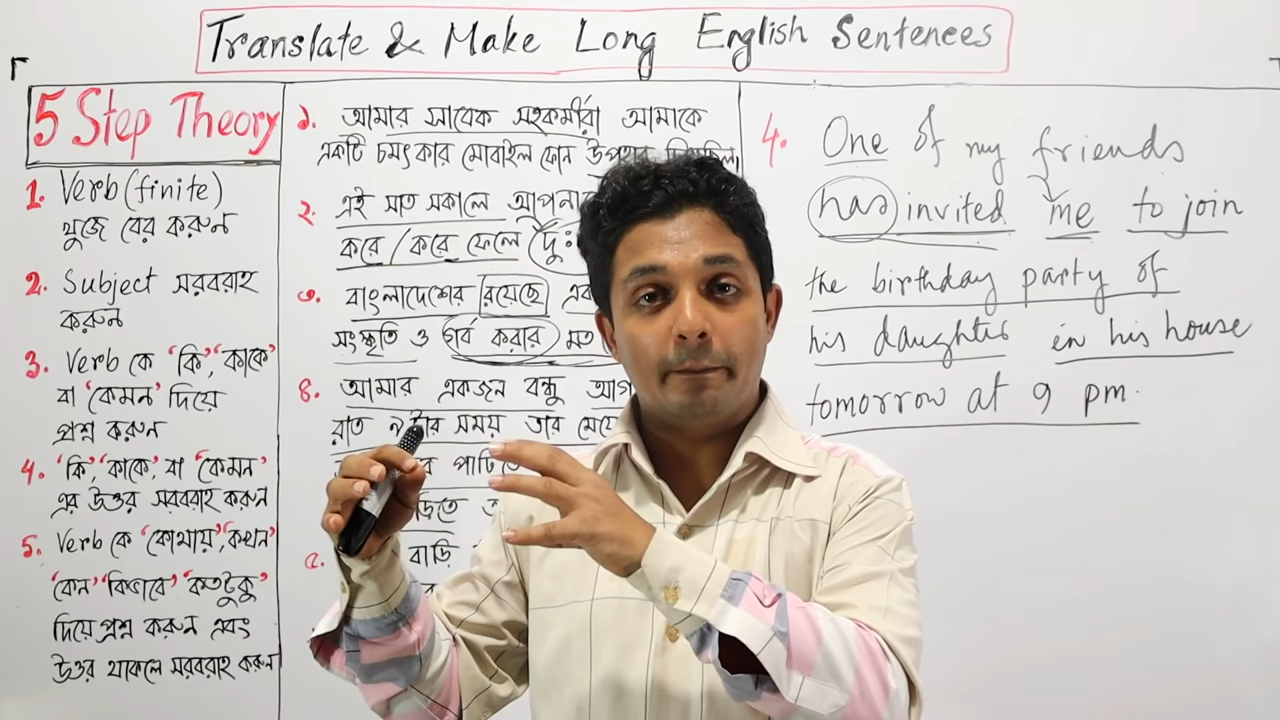 Translate & Make Long English Sentences
5 Step Theory
1. Verb (finite)
খুজে বের করুন
2. Subject সরবরাহ
করুন
3. Verb কে ‘কি’, ‘কাকে’
বা ‘কেমন’ দিয়ে
প্রশ্ন করুন
4. ‘কি’, ‘কাকে’, বা ‘কেমন’
এর উত্তর সরবরাহ করুন
5. Verb কে “কোথায়”, “কখন”
“কেন” “কিভাবে” “কতটুকু”
দিয়ে প্রশ্ন করুন এবং
উত্তর থাকলে সরবরাহ করুন
১. আমার সাবেক সহকর্মীরা আমাকে
একটি চমৎকার মোবাইল ফোন উপহার
২. এই সাত সকালে
করে / করে ফেলে
৩. বাংলাদেশের রয়েছে
সংস্কৃতি ও গর্ব করার মত
৪. আমার একজন বন্ধু
রাত ৯টার সময় তার
৫. বাড়ি
4. One of my friends
has invited me to join
the birthday party of
his daughter in his house
tomorrow at 9 pm.